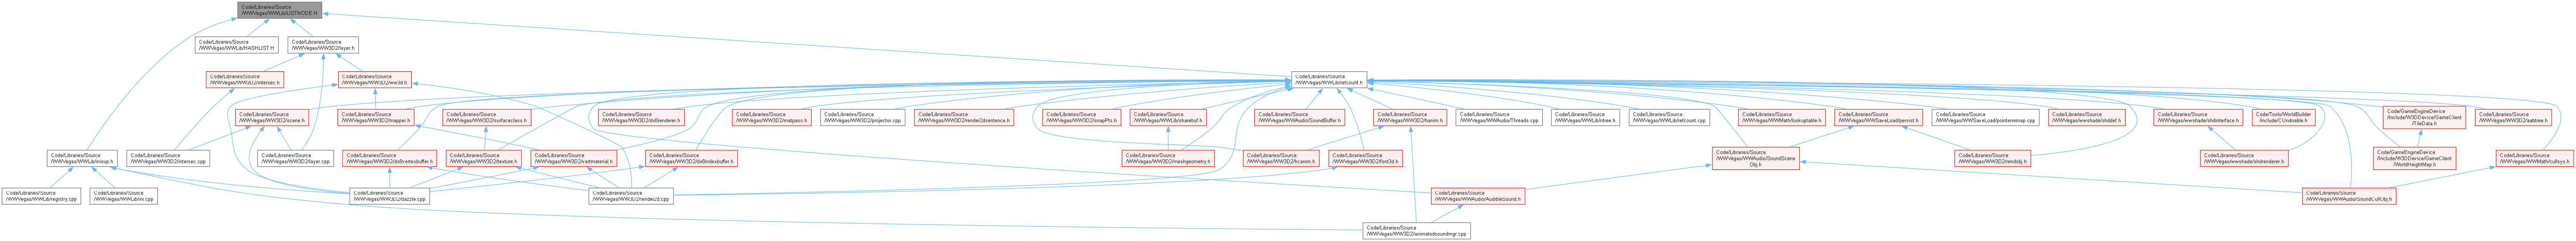 Code/Libraries/Source
/WWVegas/WWLib/LISTNODE.H
Code/Libraries/Source
/WWVegas/WWLib/HASHLIST.H
Code/Libraries/Source
/WWVegas/WW3D2/layer.h
Code/Libraries/Source
/WWVegas/WW3D2/intersec.h
Code/Libraries/Source
/WWVegas/WW3D2/ww3d.h
Code/Libraries/Source
/WWVegas/WWLib/refcount.h
Code/Libraries/Source
/WWVegas/WW3D2/scene.h
Code/Libraries/Source
/WWVegas/WW3D2/mapper.h
Code/Libraries/Source
/WWVegas/WW3D2/surfaceclass.h
Code/Libraries/Source
/WWVegas/WW3D2/dx8renderer.h
Code/Libraries/Source
/WWVegas/WW3D2/matpass.h
Code/Libraries/Source
/WWVegas/WW3D2/projector.cpp
Code/Libraries/Source
/WWVegas/WW3D2/render2dsentence.h
Code/Libraries/Source
/WWVegas/WW3D2/snapPts.h
Code/Libraries/Source
/WWVegas/WWLib/sharebuf.h
Code/Libraries/Source
/WWVegas/WWAudio/SoundBuffer.h
Code/Libraries/Source
/WWVegas/WW3D2/hanim.h
Code/Libraries/Source
/WWVegas/WWAudio/Threads.cpp
Code/Libraries/Source
/WWVegas/WWLib/ntree.h
Code/Libraries/Source
/WWVegas/WWLib/refcount.cpp
Code/Libraries/Source
/WWVegas/WWMath/lookuptable.h
Code/Libraries/Source
/WWVegas/WWSaveLoad/persist.h
Code/Libraries/Source
/WWVegas/WWSaveLoad/pointerremap.cpp
Code/Libraries/Source
/WWVegas/wwshade/shddef.h
Code/Libraries/Source
/WWVegas/wwshade/shdinterface.h
Code/Tools/WorldBuilder
/include/CUndoable.h
Code/GameEngineDevice
/Include/W3DDevice/GameClient
/TileData.h
Code/Libraries/Source
/WWVegas/WW3D2/aabtree.h
Code/Libraries/Source
/WWVegas/WWLib/inisup.h
Code/Libraries/Source
/WWVegas/WW3D2/intersec.cpp
Code/Libraries/Source
/WWVegas/WW3D2/layer.cpp
Code/Libraries/Source
/WWVegas/WW3D2/dx8vertexbuffer.h
Code/Libraries/Source
/WWVegas/WW3D2/texture.h
Code/Libraries/Source
/WWVegas/WW3D2/vertmaterial.h
Code/Libraries/Source
/WWVegas/WW3D2/dx8indexbuffer.h
Code/Libraries/Source
/WWVegas/WW3D2/meshgeometry.h
Code/Libraries/Source
/WWVegas/WW3D2/hcanim.h
Code/Libraries/Source
/WWVegas/WW3D2/font3d.h
Code/Libraries/Source
/WWVegas/WWAudio/SoundScene
Obj.h
Code/Libraries/Source
/WWVegas/WW3D2/rendobj.h
Code/Libraries/Source
/WWVegas/wwshade/shdrenderer.h
Code/GameEngineDevice
/Include/W3DDevice/GameClient
/WorldHeightMap.h
Code/Libraries/Source
/WWVegas/WWMath/cullsys.h
Code/Libraries/Source
/WWVegas/WWLib/registry.cpp
Code/Libraries/Source
/WWVegas/WWLib/ini.cpp
Code/Libraries/Source
/WWVegas/WW3D2/dazzle.cpp
Code/Libraries/Source
/WWVegas/WW3D2/render2d.cpp
Code/Libraries/Source
/WWVegas/WWAudio/AudibleSound.h
Code/Libraries/Source
/WWVegas/WWAudio/SoundCullObj.h
Code/Libraries/Source
/WWVegas/WW3D2/animatedsoundmgr.cpp